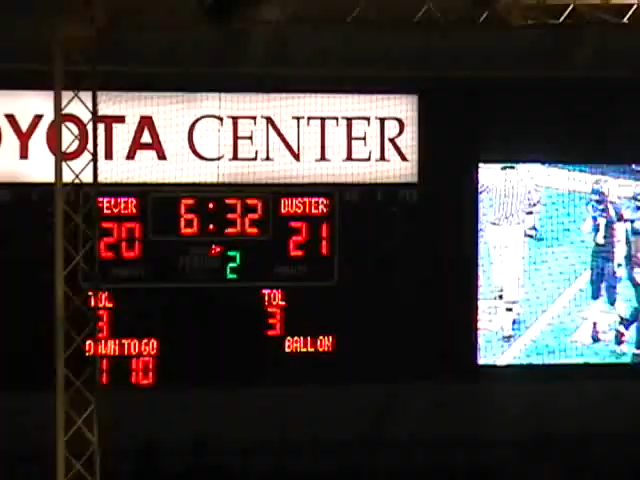 OYOTA CENTER
FEVER 6:32 DUSTER
20 21
2
TOL TOL
3 3
DOWN TO GO BALL ON
1 10